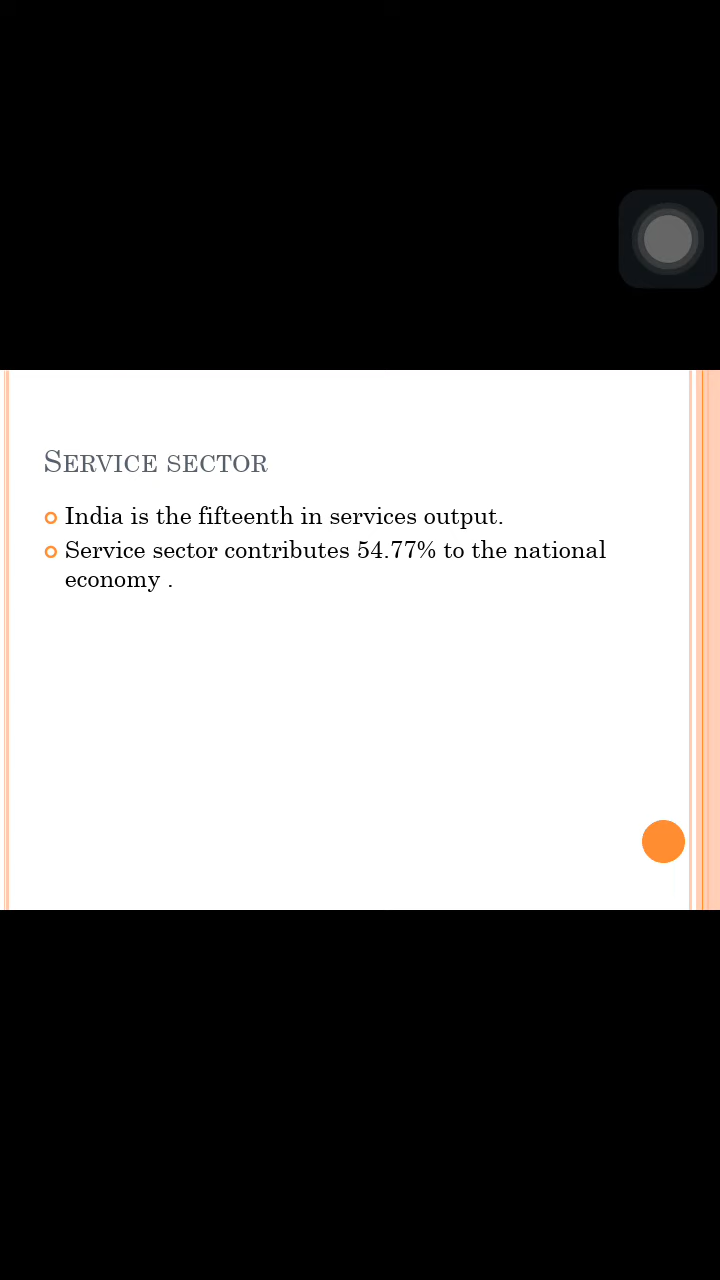 SERVICE SECTOR
India is the fifteenth in services output.
Service sector contributes 54.77% to the national
economy .